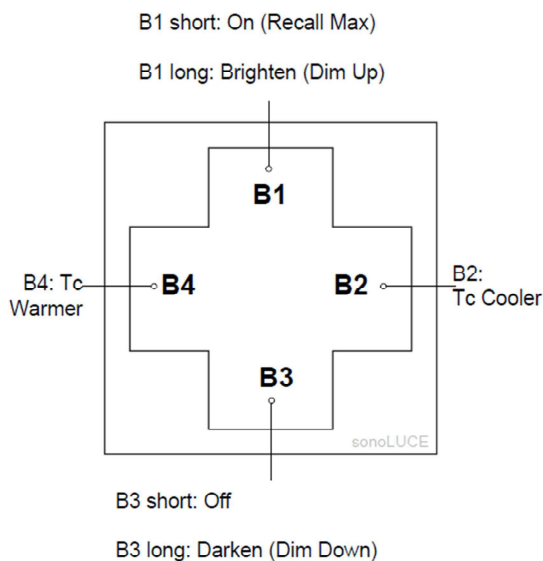 B1 short: On (Recall Max)
B1 long: Brighten (Dim Up)
B1
B4: Tc
Warmer
B4
B2
B2:
Tc Cooler
B3
sonoLUCE
B3 short: Off
B3 long: Darken (Dim Down)